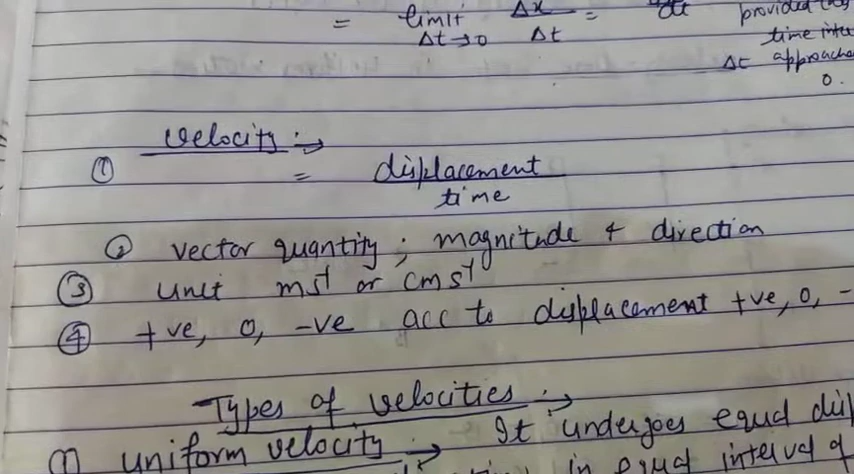 = limit Δx/Δt = provided
Δt→0
time
Δt approaches
0.
velocity :→
① = displacement/time
② vector quantity ; magnitude & direction
③ unit ms⁻¹ or cms⁻¹
④ +ve, 0, -ve acc to displacement +ve, 0, -
Types of velocities :→
① uniform velocity :→ It undergoes equal
in equal interval of